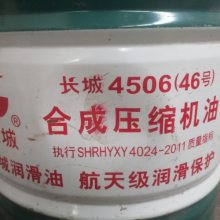 长城 4506(46号)
城 合成压缩机油
执行SHRHYXY 4024-2011质量
城润滑油 航天级润滑保护